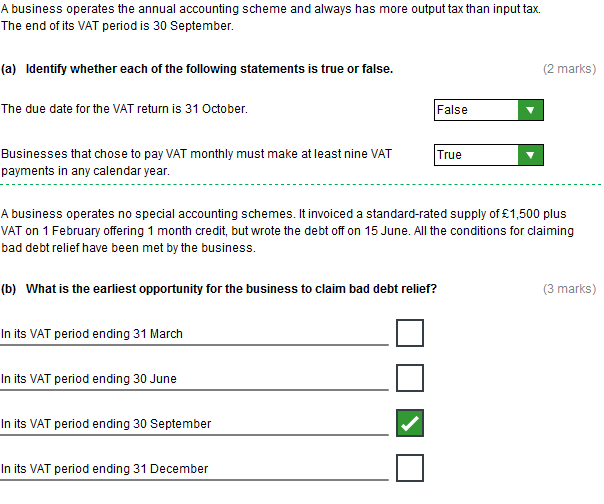 A business operates the annual accounting scheme and always has more output tax than input tax.
The end of its VAT period is 30 September.
(a) Identify whether each of the following statements is true or false. (2 marks)
The due date for the VAT return is 31 October. False
Businesses that chose to pay VAT monthly must make at least nine VAT True
payments in any calendar year.
A business operates no special accounting schemes. It invoiced a standard-rated supply of £1,500 plus
VAT on 1 February offering 1 month credit, but wrote the debt off on 15 June. All the conditions for claiming
bad debt relief have been met by the business.
(b) What is the earliest opportunity for the business to claim bad debt relief? (3 marks)
In its VAT period ending 31 March
In its VAT period ending 30 June
In its VAT period ending 30 September
In its VAT period ending 31 December